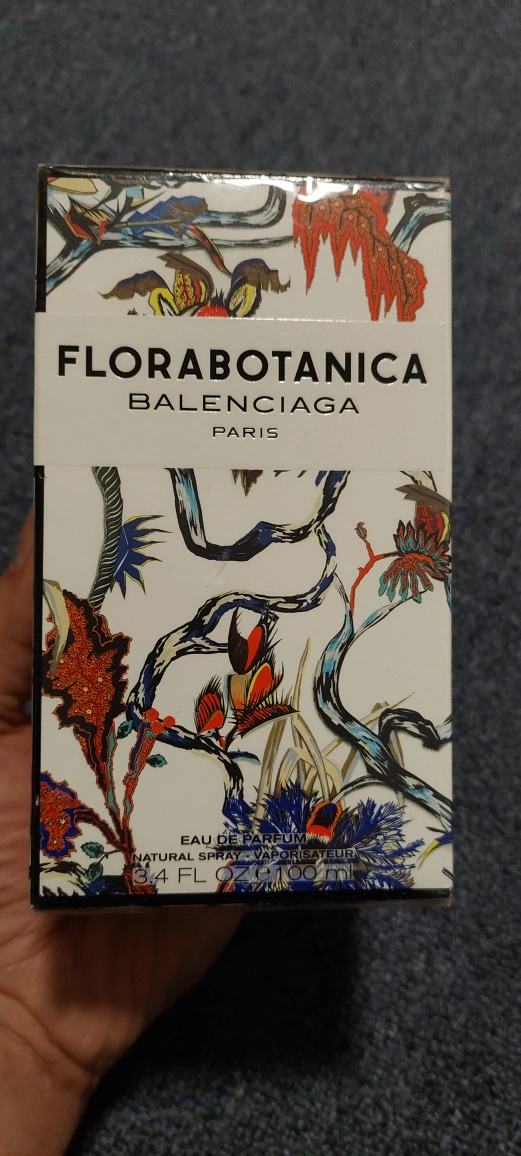 FLORABOTANICA
BALENCIAGA
PARIS
EAU DE PARFUM
NATURAL SPRAY - VAPORISATEUR
3.4 FL OZ ℮ 100 ml